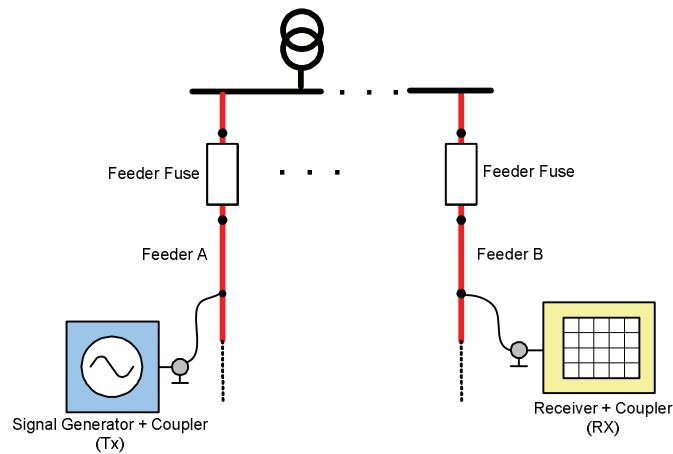 Feeder Fuse
Feeder Fuse
Feeder A
Feeder B
Signal Generator + Coupler
(Tx)
Receiver + Coupler
(RX)